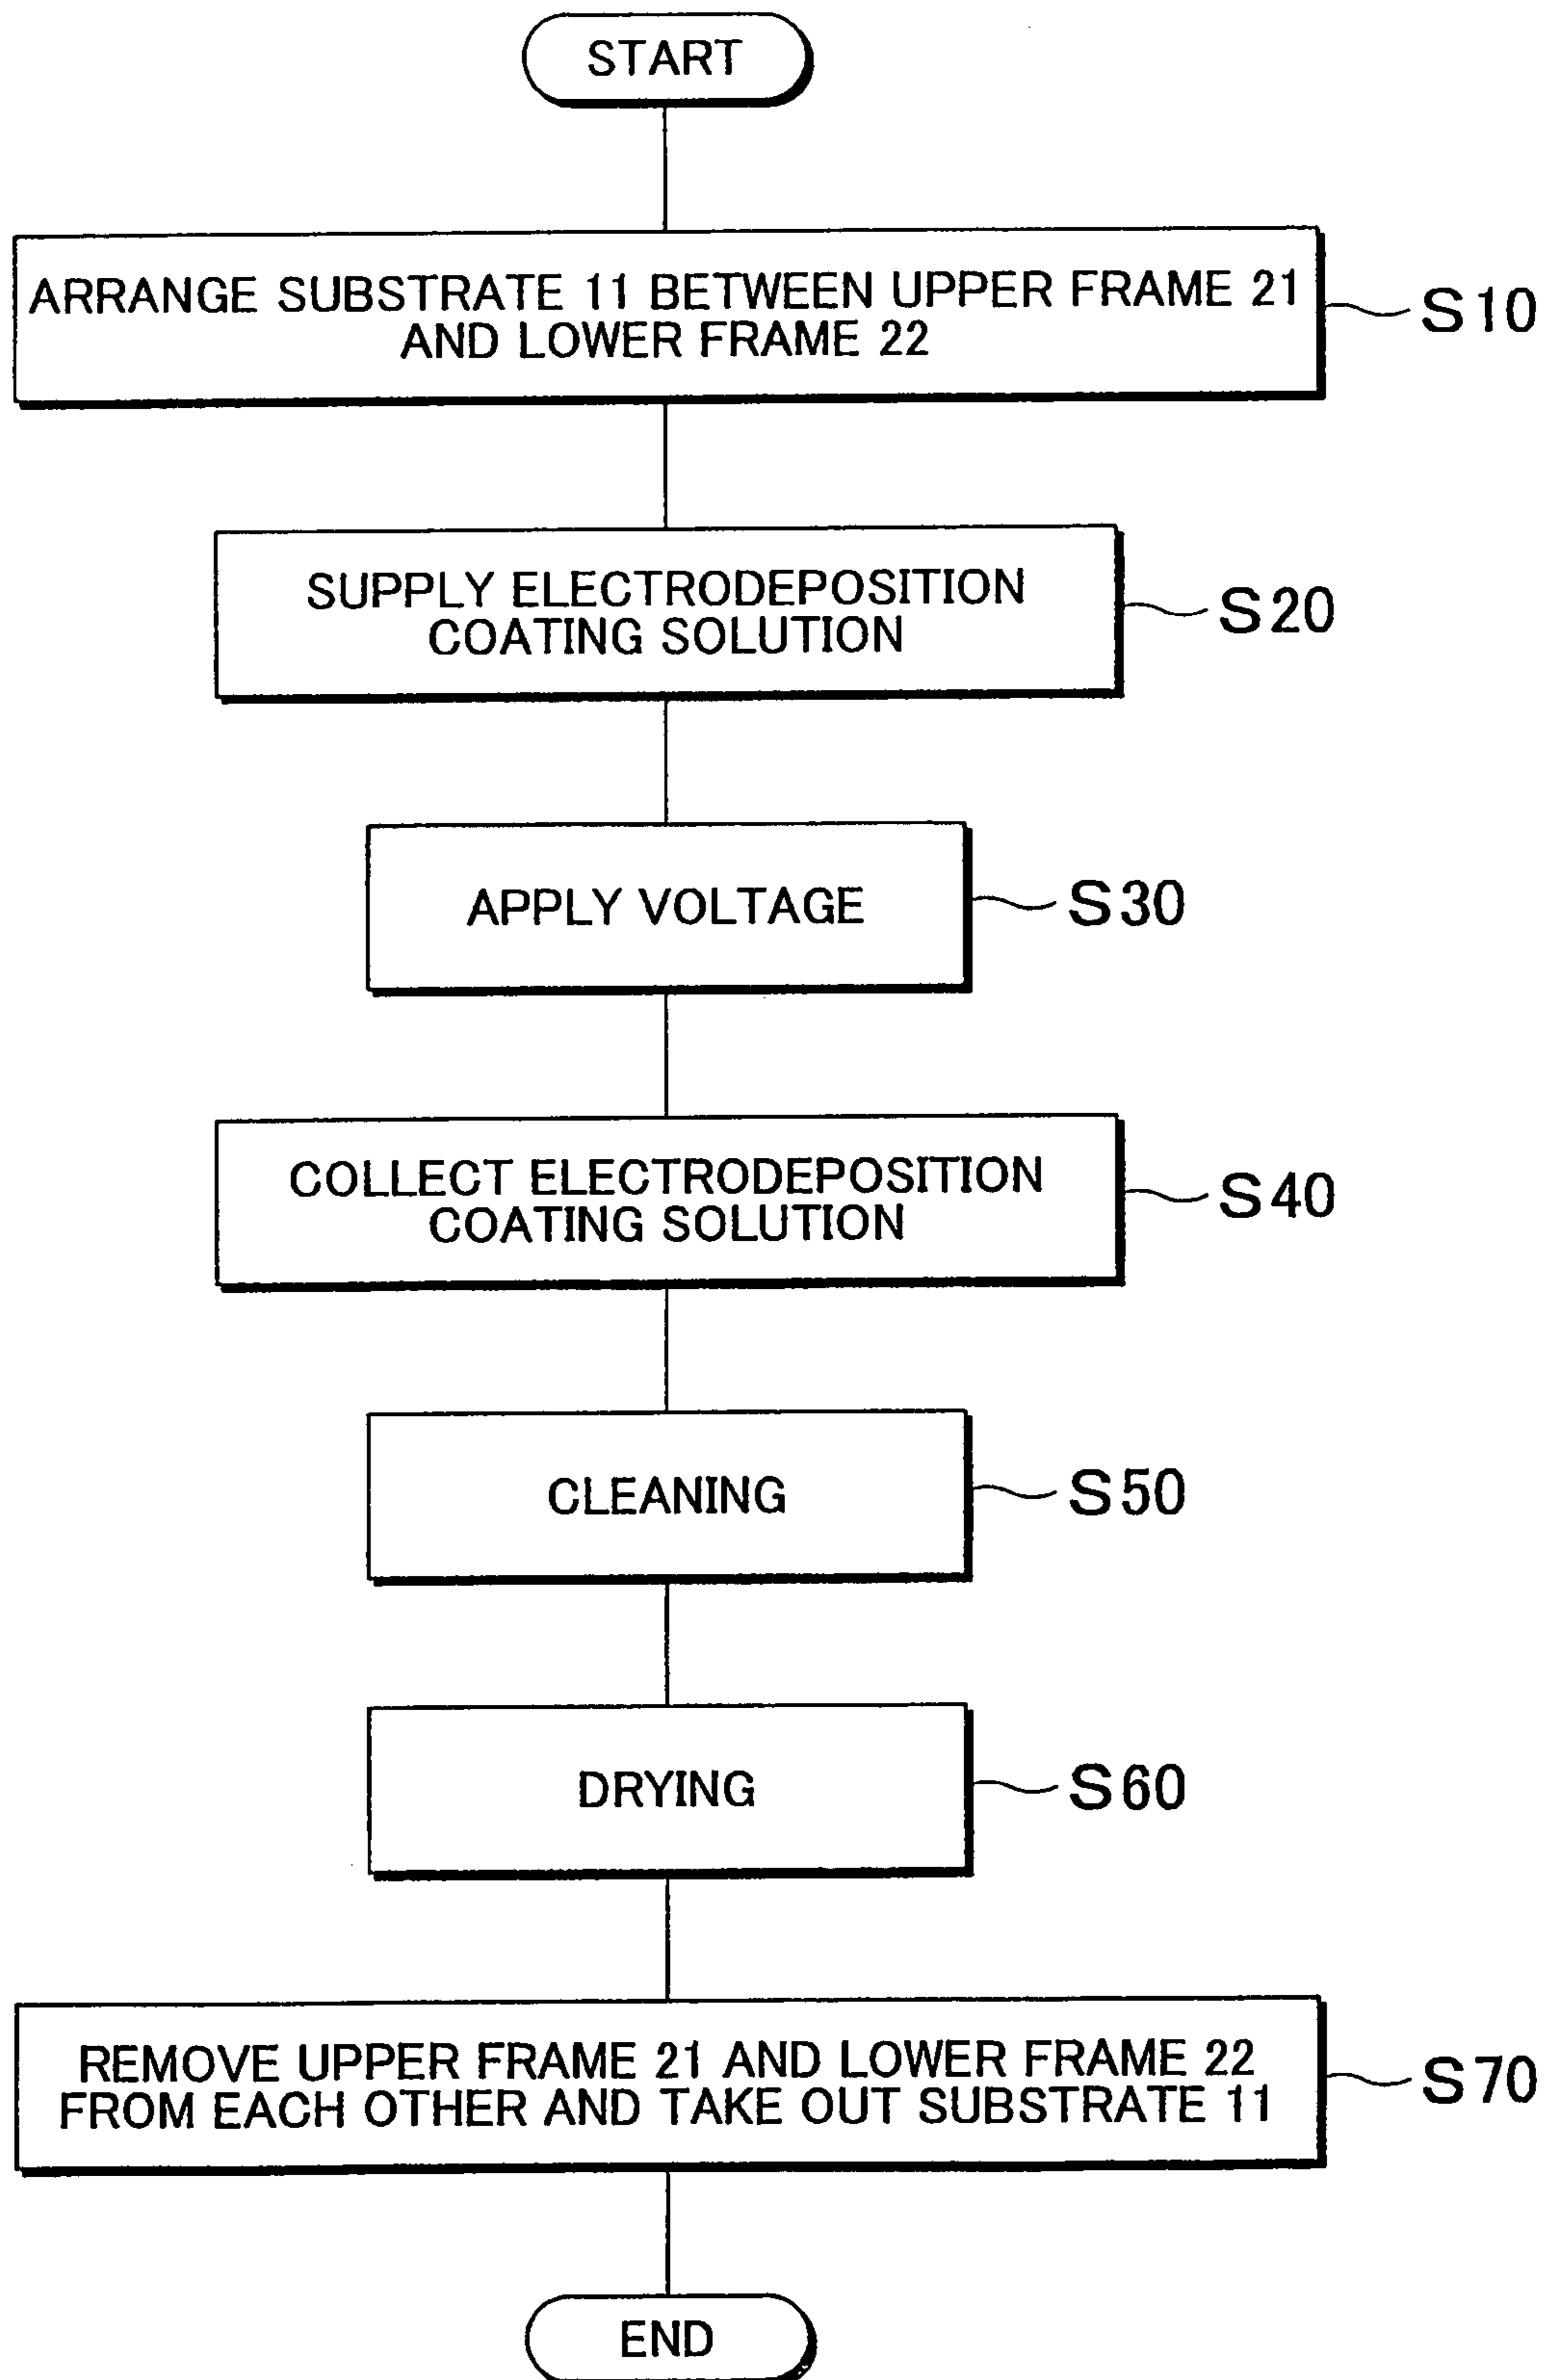 START
ARRANGE SUBSTRATE 11 BETWEEN UPPER FRAME 21
AND LOWER FRAME 22
S10
SUPPLY ELECTRODEPOSITION
COATING SOLUTION
S20
APPLY VOLTAGE
S30
COLLECT ELECTRODEPOSITION
COATING SOLUTION
S40
CLEANING
S50
DRYING
S60
REMOVE UPPER FRAME 21 AND LOWER FRAME 22
FROM EACH OTHER AND TAKE OUT SUBSTRATE 11
S70
END